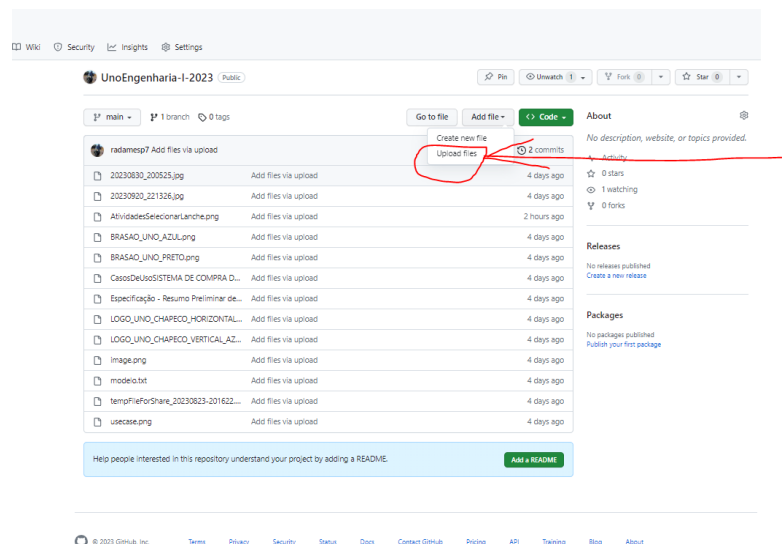 Wiki Security Insights Settings
UnoEngenharia-I-2023 Public Pin Unwatch 1 Fork 0 Star 0
main 1 branch 0 tags Go to file Add file Code
About
Create new file
Upload files
No description, website, or topics provided.
radamesp7 Add files via upload 2 commits
Activity
0 stars
1 watching
0 forks
20230830_200525.jpg Add files via upload 4 days ago
20230920_221326.jpg Add files via upload 4 days ago
AtividadesSelecionarLanche.png Add files via upload 2 hours ago
BRASAO_UNO_AZUL.png Add files via upload 4 days ago
BRASAO_UNO_PRETO.png Add files via upload 4 days ago
CasosDeUsoSISTEMA DE COMPRA D... Add files via upload 4 days ago
Especificação - Resumo Preliminar de... Add files via upload 4 days ago
LOGO_UNO_CHAPECO_HORIZONTAL... Add files via upload 4 days ago
LOGO_UNO_CHAPECO_VERTICAL_AZ... Add files via upload 4 days ago
image.png Add files via upload 4 days ago
modelo.txt Add files via upload 4 days ago
tempFileForShare_20230823-201622.... Add files via upload 4 days ago
usecase.png Add files via upload 4 days ago
Releases
No releases published
Create a new release
Packages
No packages published
Publish your first package
Help people interested in this repository understand your project by adding a README. Add a README
© 2023 GitHub, Inc. Terms Privacy Security Status Docs Contact GitHub Pricing API Training Blog About